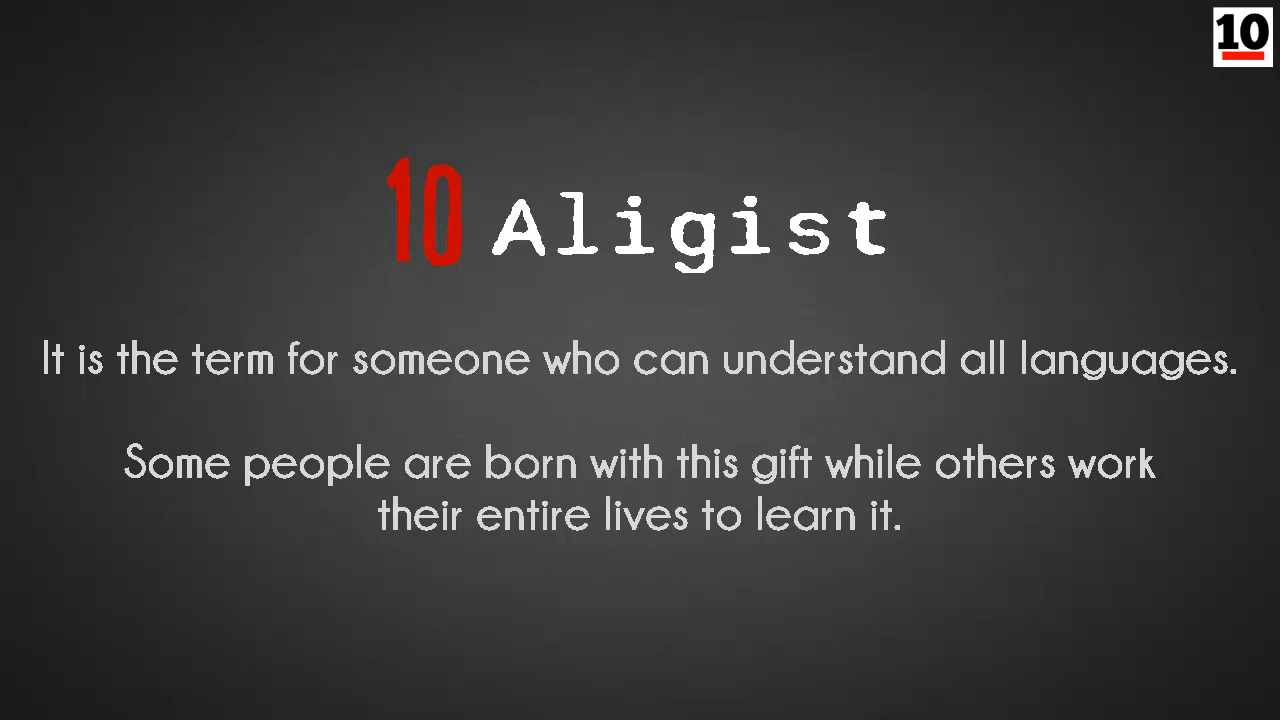 10
10 Aligist
It is the term for someone who can understand all languages.
Some people are born with this gift while others work
their entire lives to learn it.